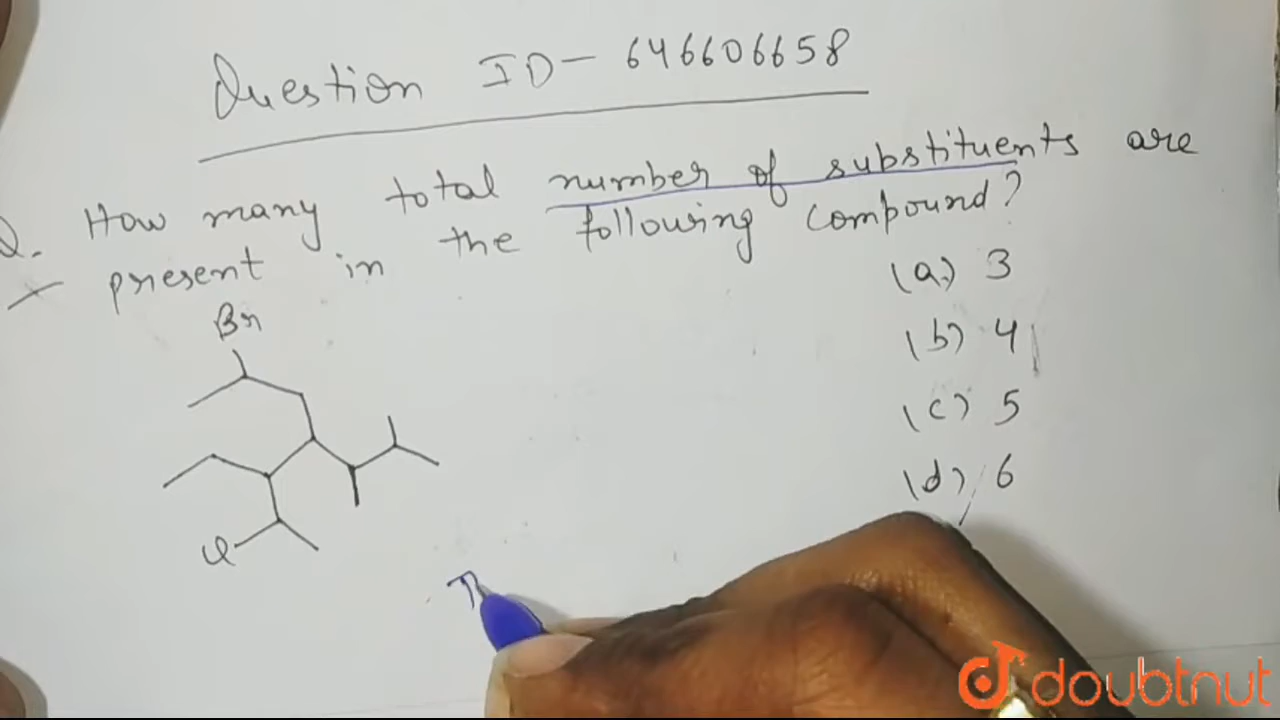 Question ID - 646606658
Q. How many total number of substituents are
present in the following compound?
(a) 3
(b) 4
(c) 5
(d) 6
Br
Cl
doubtnut